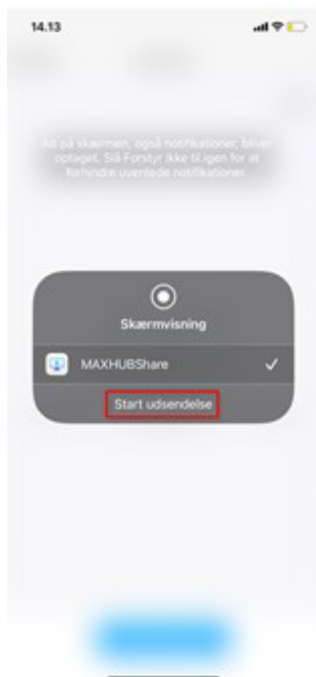 14.13
Alt på skærmen, også notifikationer, bliver
optaget. Slå Forstyr ikke til igen for at
forhindre uventede notifikationer.
Skærmvisning
MAXHUBShare
Start udsendelse